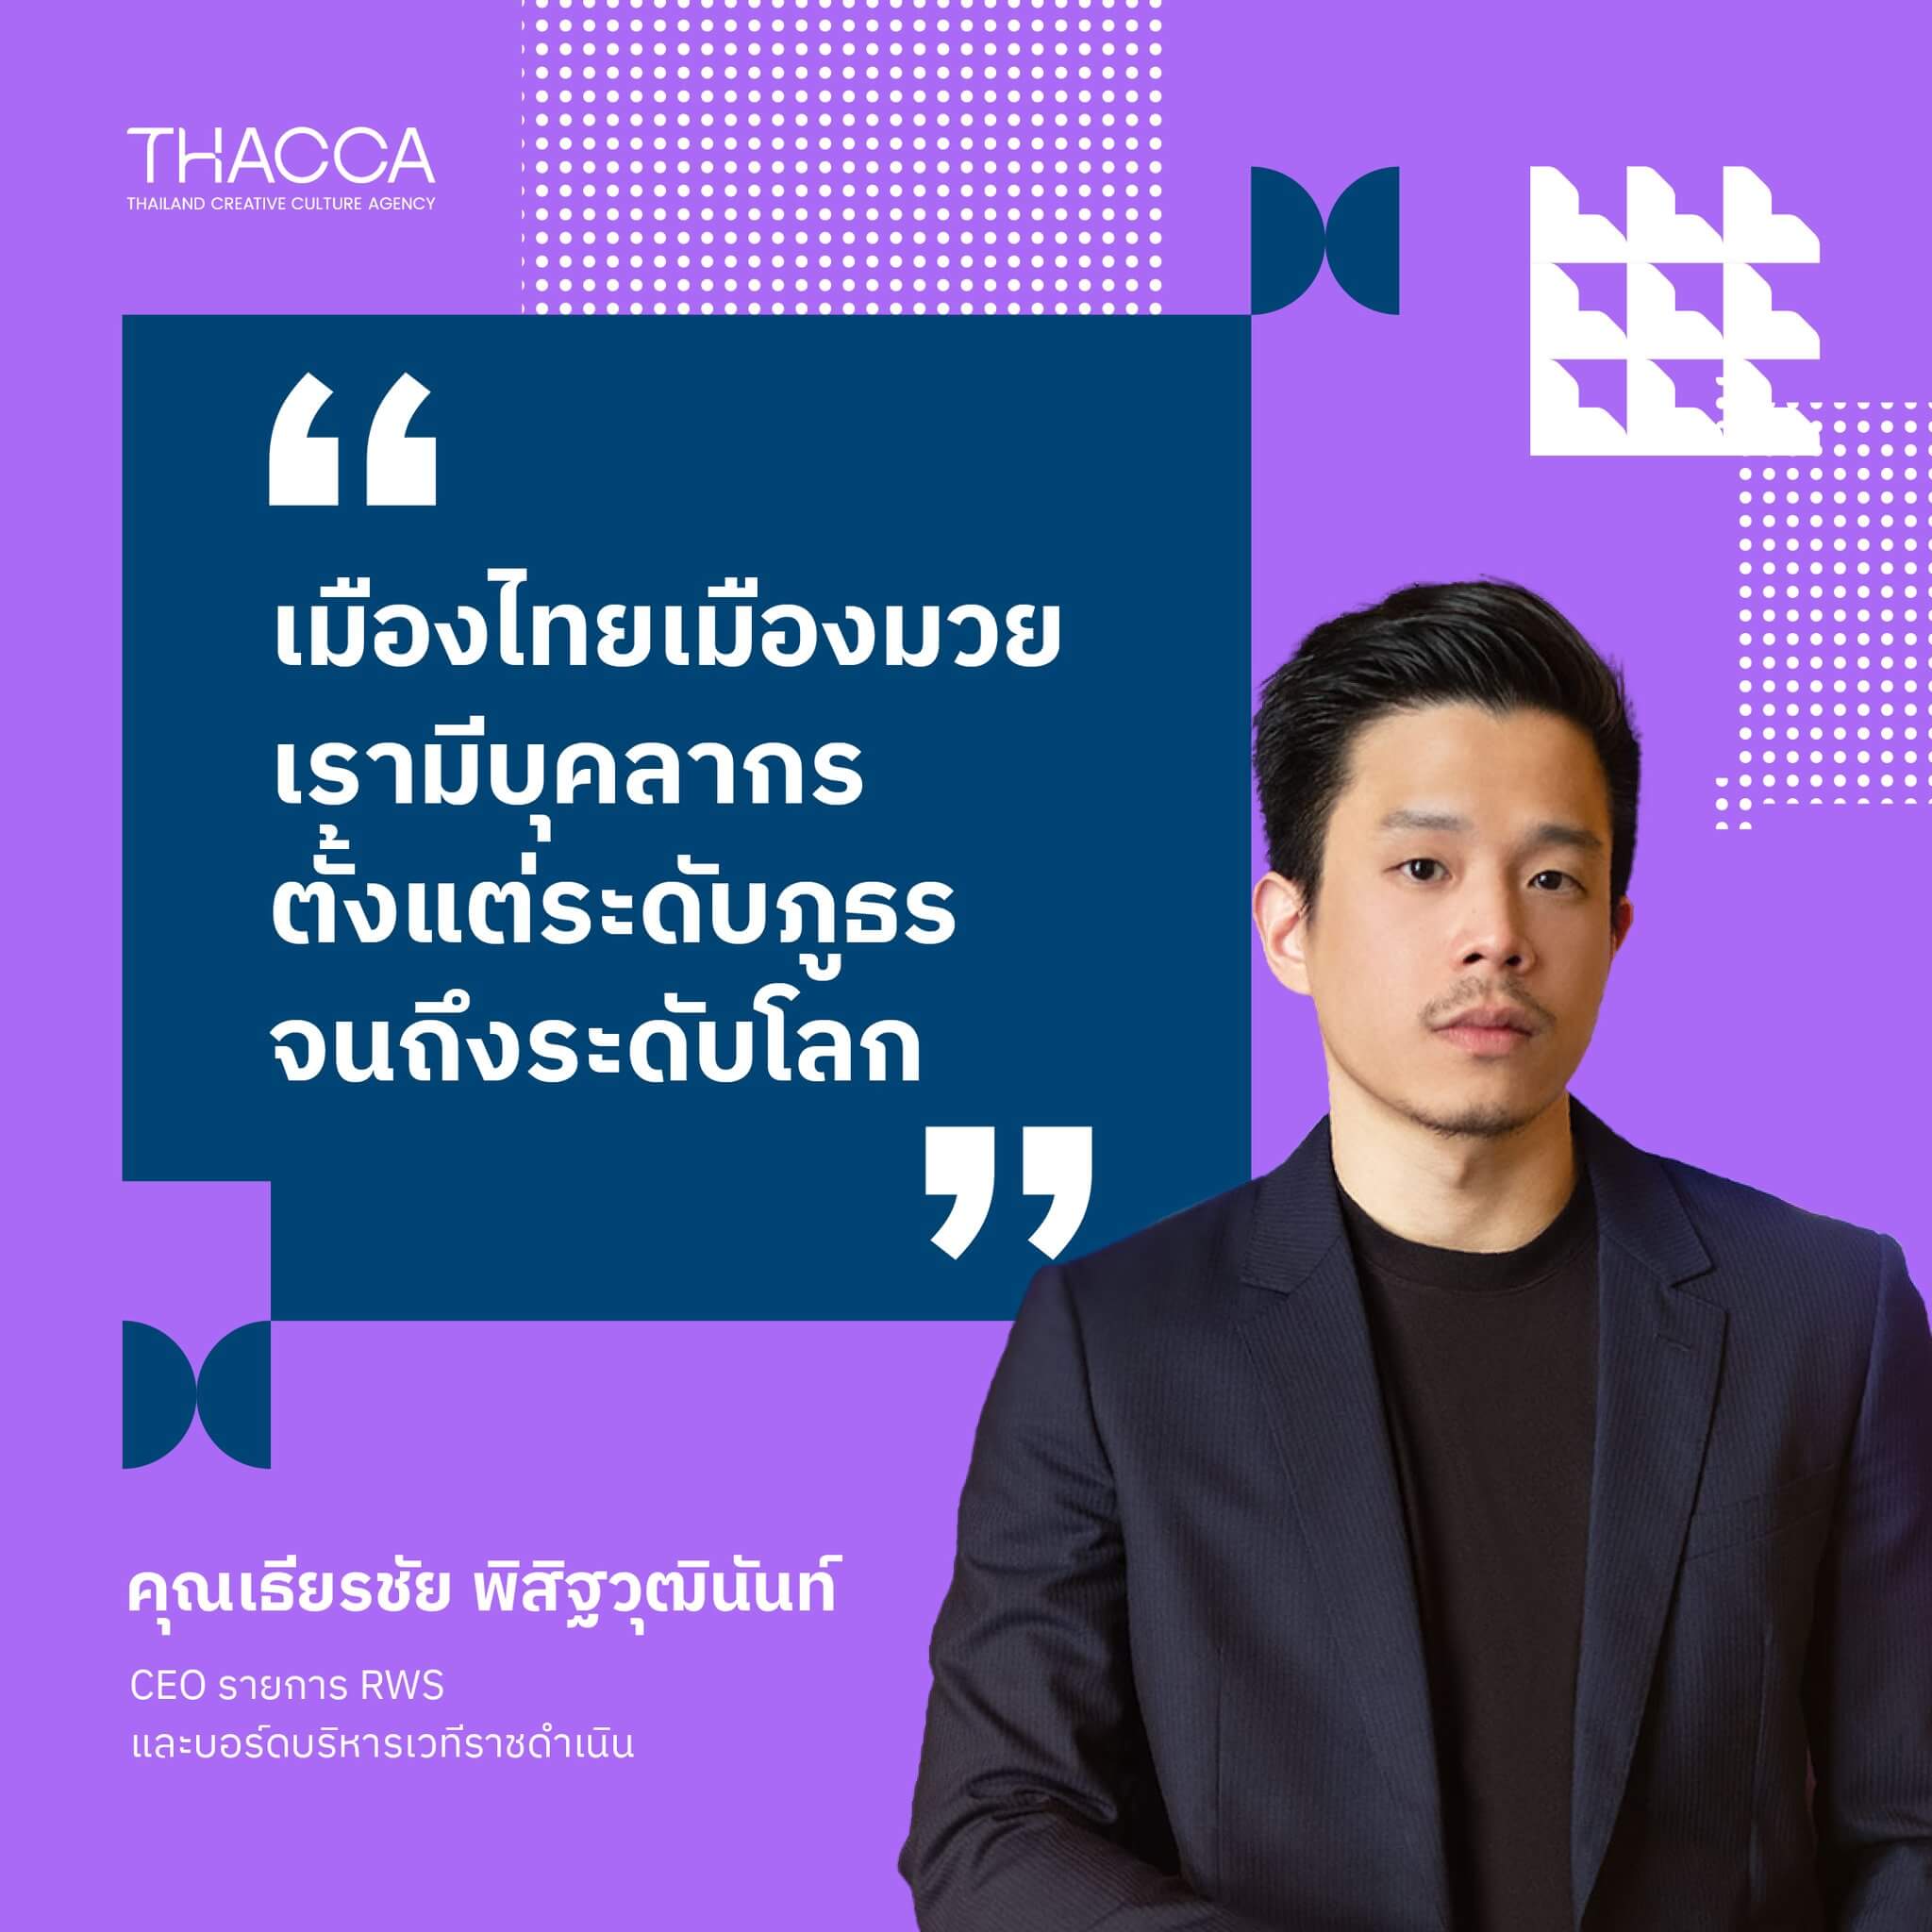 THACCA
THAILAND CREATIVE CULTURE AGENCY
“
เมืองไทยเมืองมวย
เรามีบุคลากร
ตั้งแต่ระดับภูธร
จนถึงระดับโลก
”
คุณเธียรชัย พิสิฐวุฒินันท์
CEO รายการ RWS
และบอร์ดบริหารเวทีราชดำเนิน